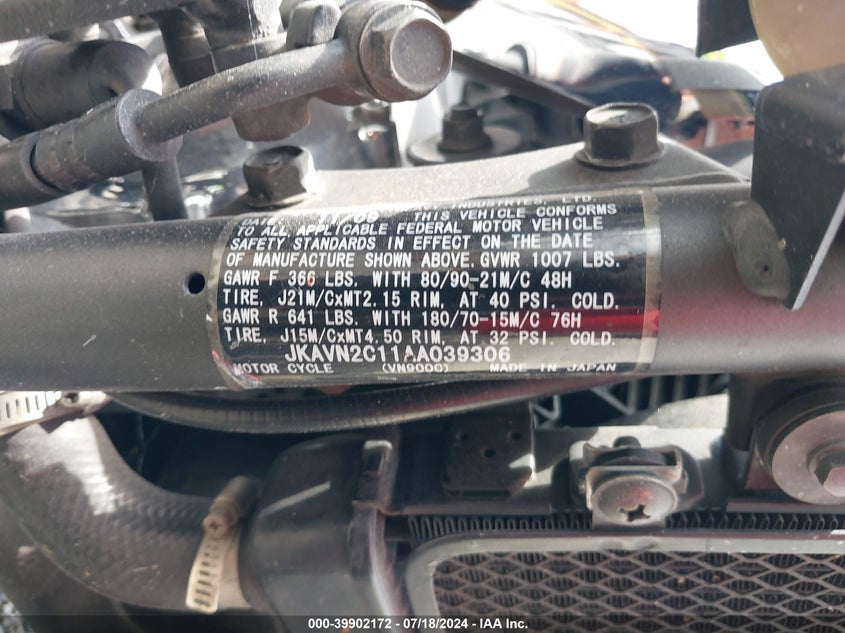 INDUSTRIES, LTD.
DATE: THIS VEHICLE CONFORMS
TO ALL APPLICABLE FEDERAL MOTOR VEHICLE
SAFETY STANDARDS IN EFFECT ON THE DATE
OF MANUFACTURE SHOWN ABOVE. GVWR 1007 LBS.
GAWR F 366 LBS. WITH 80/90-21M/C 48H
TIRE, J21M/CxMT2.15 RIM, AT 40 PSI. COLD.
GAWR R 641 LBS. WITH 180/70-15M/C 76H
TIRE, J15M/CxMT4.50 RIM, AT 32 PSI. COLD.
JKAVN2C11AA039306
MOTOR CYCLE (VN900C) MADE IN JAPAN
000-39902172 - 07/18/2024 - IAA Inc.